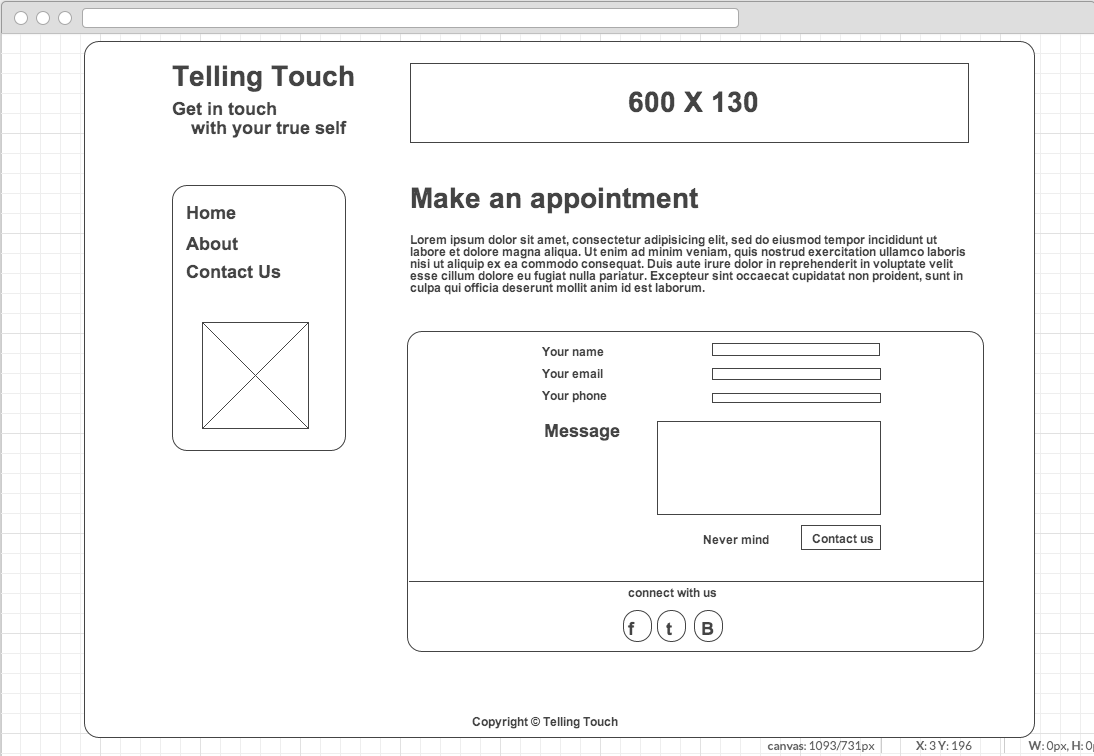 Telling Touch
Get in touch
with your true self
600 X 130
Home
About
Contact Us
Make an appointment
Lorem ipsum dolor sit amet, consectetur adipisicing elit, sed do eiusmod tempor incididunt ut
labore et dolore magna aliqua. Ut enim ad minim veniam, quis nostrud exercitation ullamco laboris
nisi ut aliquip ex ea commodo consequat. Duis aute irure dolor in reprehenderit in voluptate velit
esse cillum dolore eu fugiat nulla pariatur. Excepteur sint occaecat cupidatat non proident, sunt in
culpa qui officia deserunt mollit anim id est laborum.
Your name
Your email
Your phone
Message
Never mind
Contact us
connect with us
f t B
Copyright © Telling Touch
canvas: 1093/731px X: 3 Y: 196 W: 0px, H: 0p